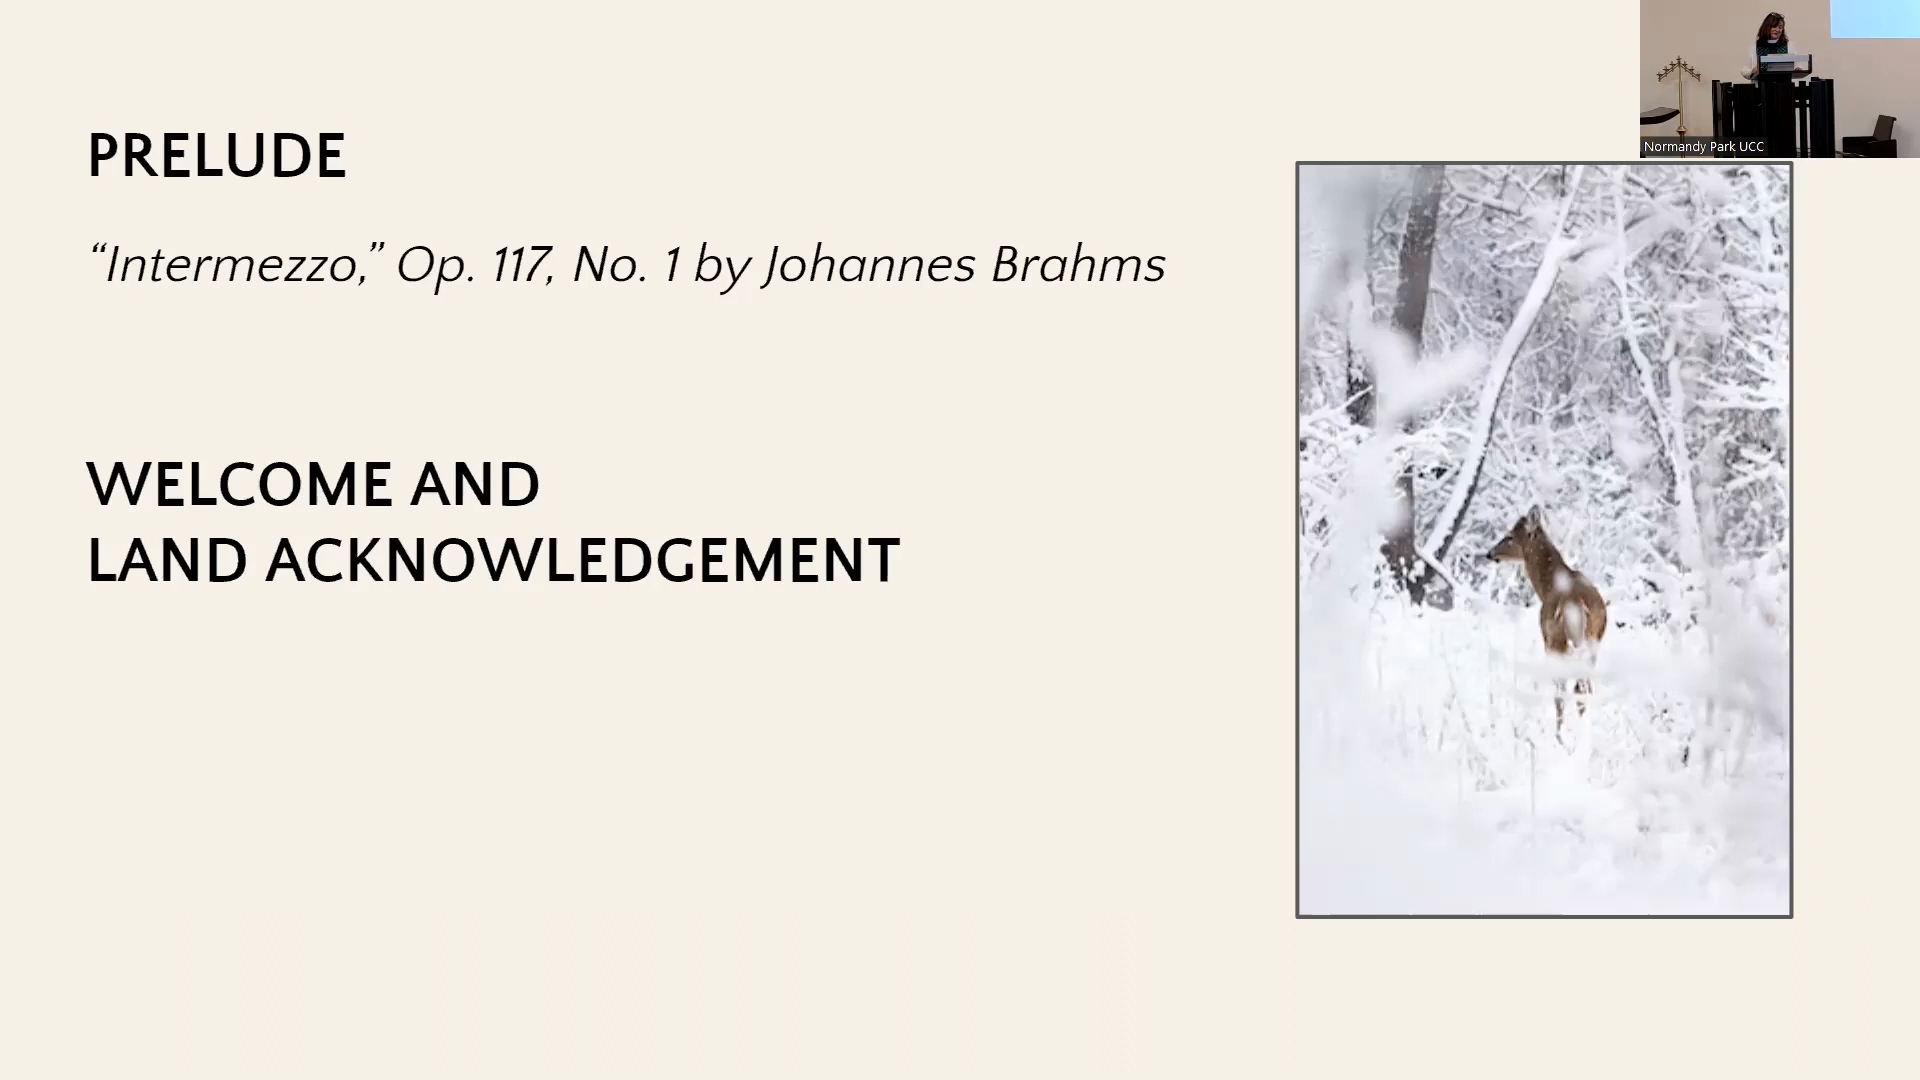 Normandy Park UCC
PRELUDE
“Intermezzo,” Op. 117, No. 1 by Johannes Brahms
WELCOME AND
LAND ACKNOWLEDGEMENT